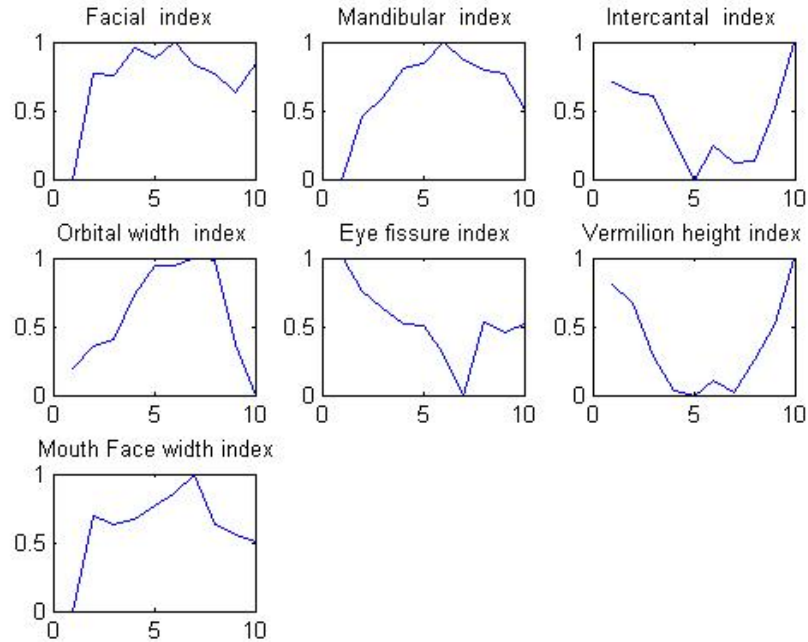 Facial index
1
0.5
0
0 5 10
Mandibular index
1
0.5
0
0 5 10
Intercantal index
1
0.5
0
0 5 10
Orbital width index
1
0.5
0
0 5 10
Eye fissure index
1
0.5
0
0 5 10
Vermilion height index
1
0.5
0
0 5 10
Mouth Face width index
1
0.5
0
0 5 10